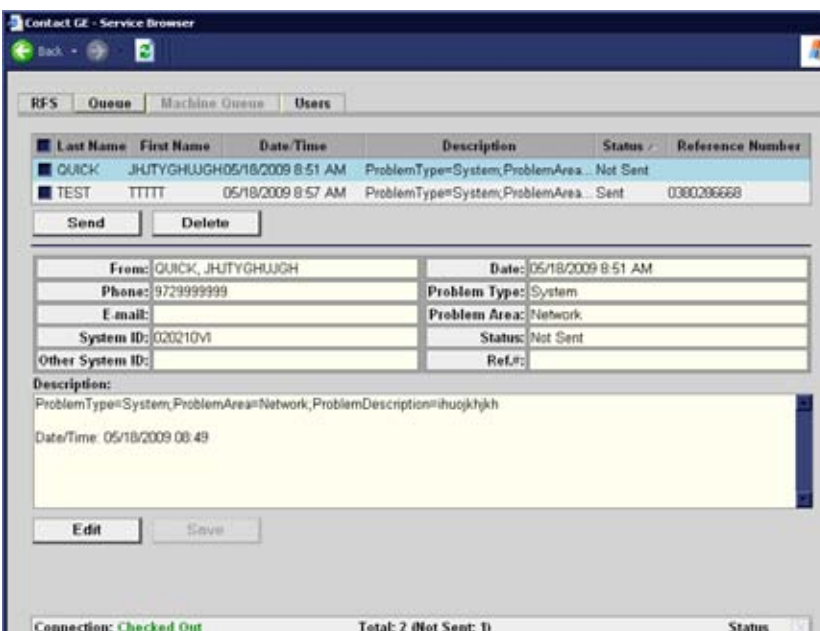 Contact GE - Service Browser
Back
RFS Queue Machine Queue Users
Last Name First Name Date/Time Description Status Reference Number
QUICK JHJTYGHUJGH 05/18/2009 8:51 AM ProblemType=System;ProblemArea... Not Sent
TEST TTTTT 05/18/2009 8:57 AM ProblemType=System;ProblemArea... Sent 0380286668
Send Delete
From: QUICK, JHJTYGHUJGH Date: 05/18/2009 8:51 AM
Phone: 9729999999 Problem Type: System
E-mail: Problem Area: Network
System ID: 020210VI Status: Not Sent
Other System ID: Ref.#:
Description:
ProblemType=System;ProblemArea=Network;ProblemDescription=ihuojkhjkh
Date/Time: 05/18/2009 08:49
Edit Save
Connection: Checked Out Total: 2 (Not Sent: 1) Status